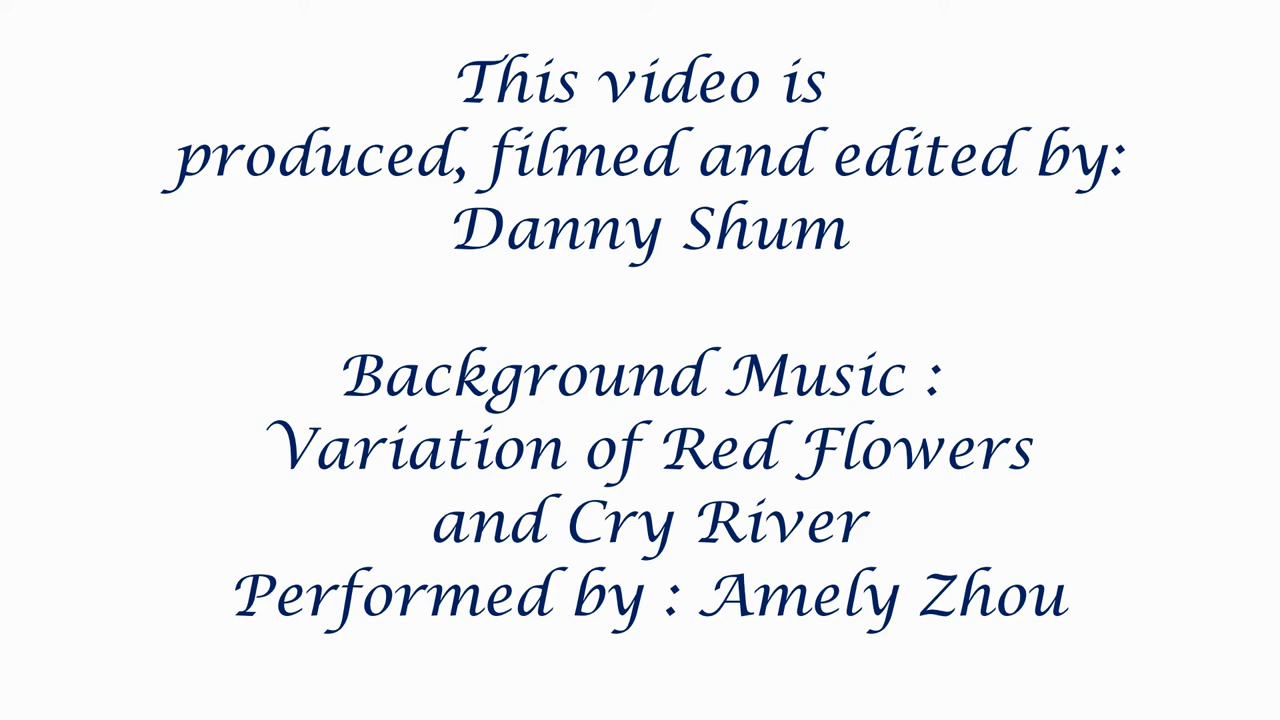 This video is
produced, filmed and edited by:
Danny Shum
Background Music :
Variation of Red Flowers
and Cry River
Performed by : Amely Zhou